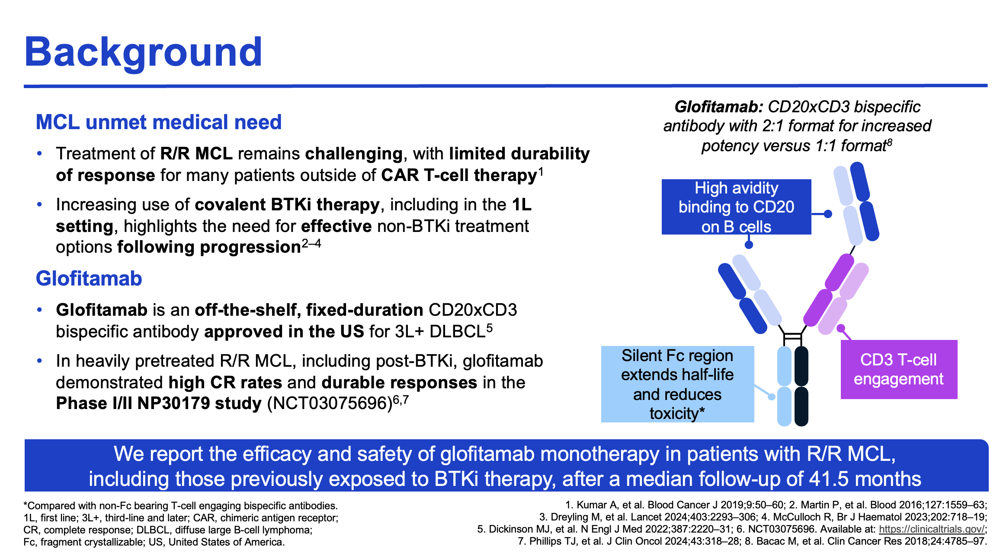 Background
MCL unmet medical need
• Treatment of R/R MCL remains challenging, with limited durability
of response for many patients outside of CAR T-cell therapy1
• Increasing use of covalent BTKi therapy, including in the 1L
setting, highlights the need for effective non-BTKi treatment
options following progression2–4
Glofitamab
• Glofitamab is an off-the-shelf, fixed-duration CD20xCD3
bispecific antibody approved in the US for 3L+ DLBCL5
• In heavily pretreated R/R MCL, including post-BTKi, glofitamab
demonstrated high CR rates and durable responses in the
Phase I/II NP30179 study (NCT03075696)6,7
Glofitamab: CD20xCD3 bispecific
antibody with 2:1 format for increased
potency versus 1:1 format8
High avidity
binding to CD20
on B cells
Silent Fc region
extends half-life
and reduces
toxicity*
CD3 T-cell
engagement
We report the efficacy and safety of glofitamab monotherapy in patients with R/R MCL,
including those previously exposed to BTKi therapy, after a median follow-up of 41.5 months
*Compared with non-Fc bearing T-cell engaging bispecific antibodies.
1L, first line; 3L+, third-line and later; CAR, chimeric antigen receptor;
CR, complete response; DLBCL, diffuse large B-cell lymphoma;
Fc, fragment crystallizable; US, United States of America.
1. Kumar A, et al. Blood Cancer J 2019;9:50–60; 2. Martin P, et al. Blood 2016;127:1559–63;
3. Dreyling M, et al. Lancet 2024;403:2293–306; 4. McCulloch R, Br J Haematol 2023;202:718–19;
5. Dickinson MJ, et al. N Engl J Med 2022;387:2220–31; 6. NCT03075696. Available at: https://clinicaltrials.gov/;
7. Phillips TJ, et al. J Clin Oncol 2024;43:318–28; 8. Bacac M, et al. Clin Cancer Res 2018;24:4785–97.